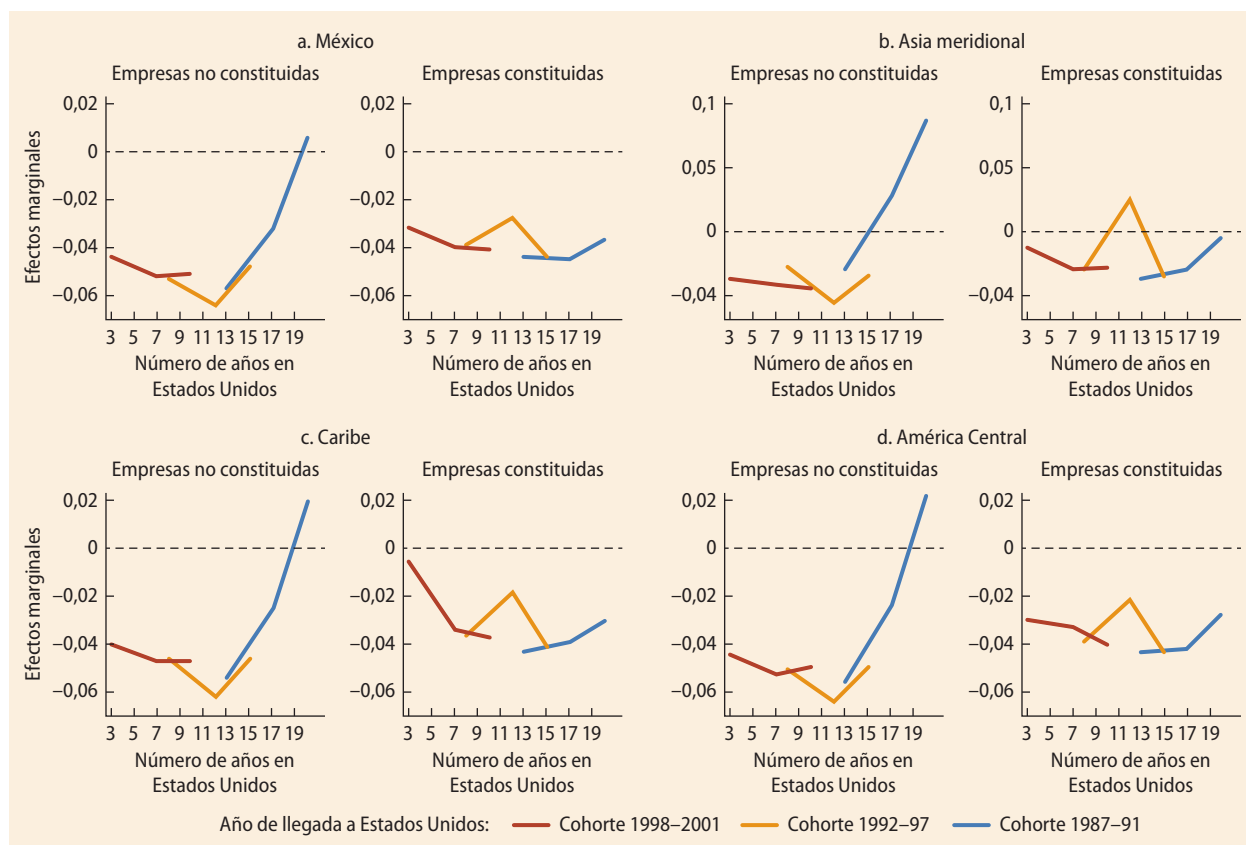 a. México
Empresas no constituidas
Empresas constituidas
Efectos marginales
0,02
0
–0,02
–0,04
–0,06
3 5 7 9 11 13 15 17 19
Número de años en
Estados Unidos
0,02
0
–0,02
–0,04
–0,06
3 5 7 9 11 13 15 17 19
Número de años en
Estados Unidos
b. Asia meridional
Empresas no constituidas
Empresas constituidas
0,1
0,05
0
–0,04
3 5 7 9 11 13 15 17 19
Número de años en
Estados Unidos
0,1
0,05
0
–0,04
3 5 7 9 11 13 15 17 19
Número de años en
Estados Unidos
c. Caribe
Empresas no constituidas
Empresas constituidas
Efectos marginales
0,02
0
–0,02
–0,04
–0,06
3 5 7 9 11 13 15 17 19
Número de años en
Estados Unidos
0,02
0
–0,02
–0,04
–0,06
3 5 7 9 11 13 15 17 19
Número de años en
Estados Unidos
d. América Central
Empresas no constituidas
Empresas constituidas
0,02
0
–0,02
–0,04
–0,06
3 5 7 9 11 13 15 17 19
Número de años en
Estados Unidos
0,02
0
–0,02
–0,04
–0,06
3 5 7 9 11 13 15 17 19
Número de años en
Estados Unidos
Año de llegada a Estados Unidos: Cohorte 1998–2001 Cohorte 1992–97 Cohorte 1987–91